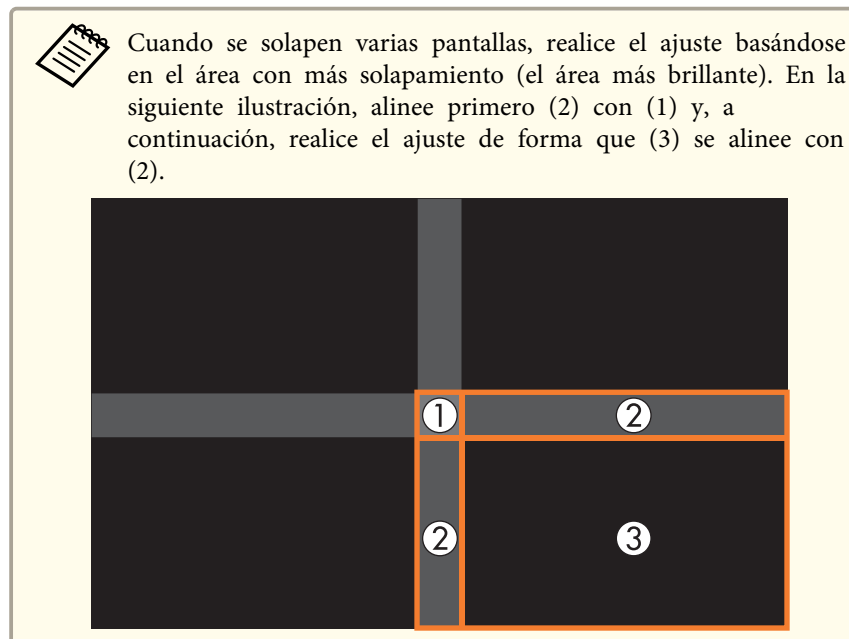 Cuando se solapen varias pantallas, realice el ajuste basándose
en el área con más solapamiento (el área más brillante). En la
siguiente ilustración, alinee primero (2) con (1) y, a
continuación, realice el ajuste de forma que (3) se alinee con
(2).
1 2
2 3